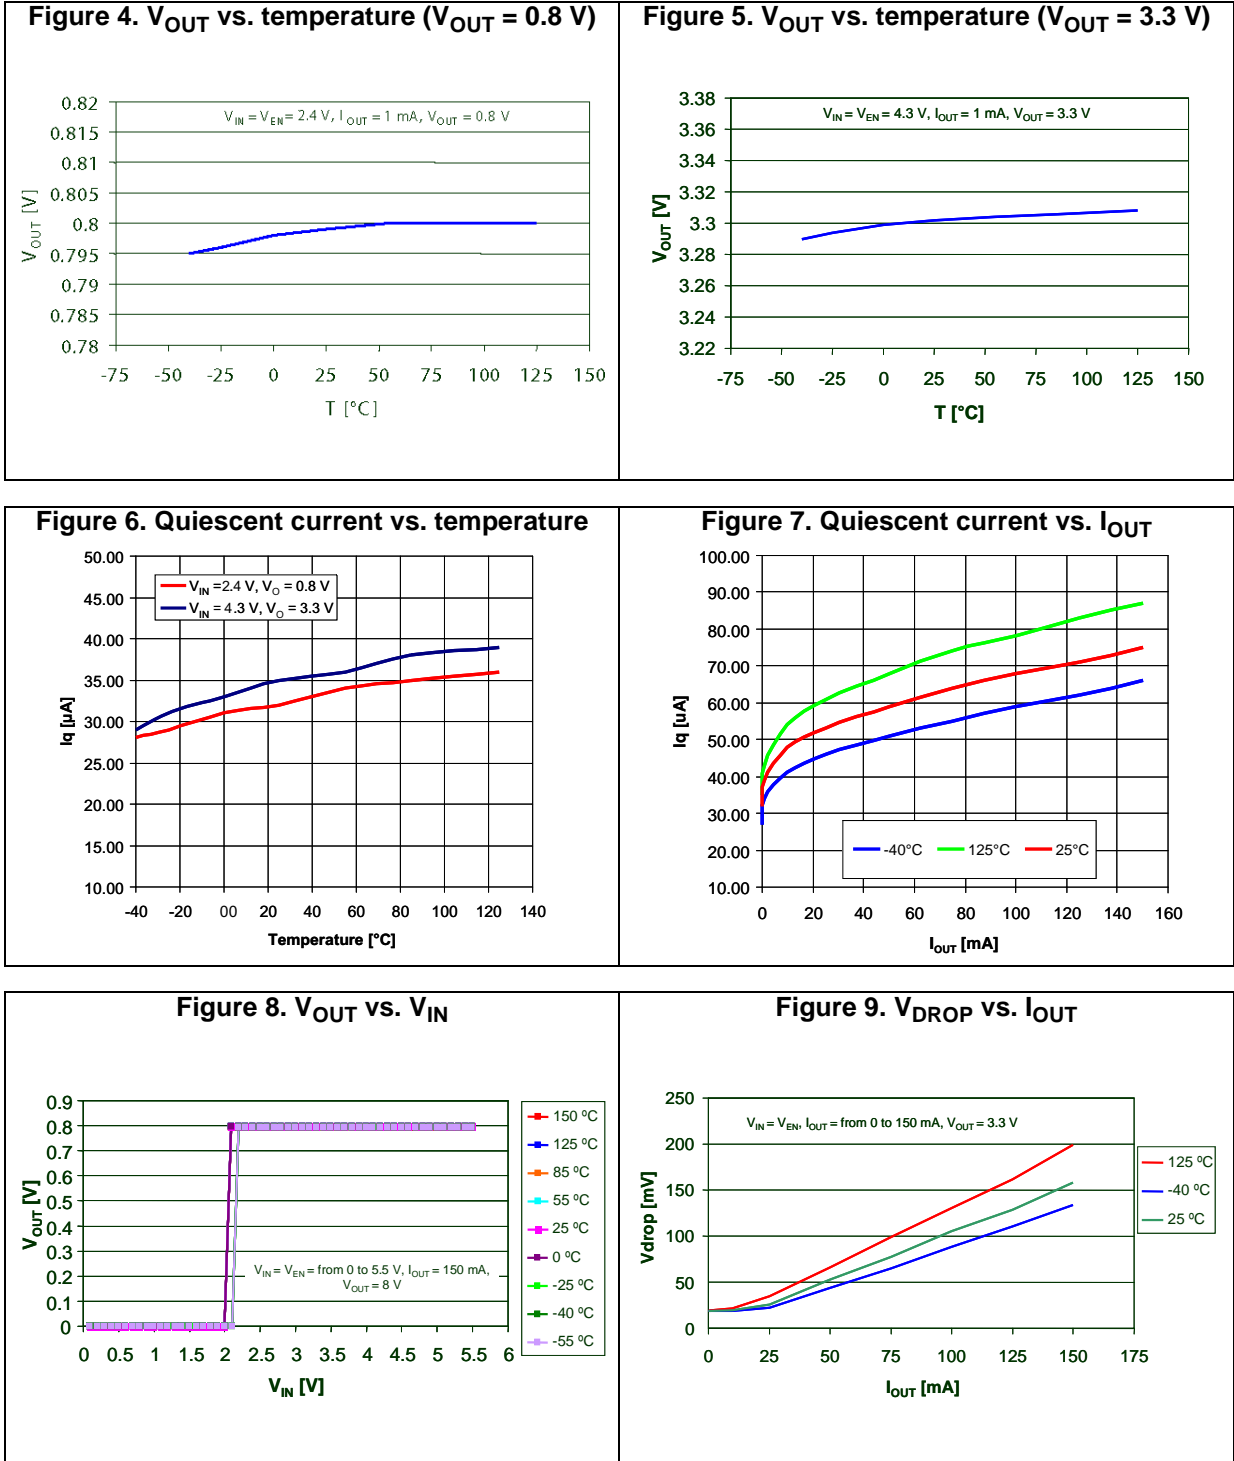 Figure 4. VOUT vs. temperature (VOUT = 0.8 V)
VIN = VEN = 2.4 V, IOUT = 1 mA, VOUT = 0.8 V
0.82
0.815
0.81
0.805
0.8
0.795
0.79
0.785
0.78
VOUT [V]
-75 -50 -25 0 25 50 75 100 125 150
T [°C]
Figure 5. VOUT vs. temperature (VOUT = 3.3 V)
VIN = VEN = 4.3 V, IOUT = 1 mA, VOUT = 3.3 V
3.38
3.36
3.34
3.32
3.3
3.28
3.26
3.24
3.22
VOUT [V]
-75 -50 -25 0 25 50 75 100 125 150
T [°C]
Figure 6. Quiescent current vs. temperature
50.00
45.00
40.00
35.00
30.00
25.00
20.00
15.00
10.00
VIN =2.4 V, VO = 0.8 V
VIN = 4.3 V, VO = 3.3 V
Iq [µA]
-40 -20 00 20 40 60 80 100 120 140
Temperature [°C]
Figure 7. Quiescent current vs. IOUT
100.00
90.00
80.00
70.00
60.00
50.00
40.00
30.00
20.00
10.00
Iq [uA]
-40°C 125°C 25°C
0 20 40 60 80 100 120 140 160
IOUT [mA]
Figure 8. VOUT vs. VIN
0.9
0.8
0.7
0.6
0.5
0.4
0.3
0.2
0.1
0
VOUT [V]
VIN = VEN = from 0 to 5.5 V, IOUT = 150 mA,
VOUT = 8 V
0 0.5 1 1.5 2 2.5 3 3.5 4 4.5 5 5.5 6
VIN [V]
150 ºC
125 ºC
85 ºC
55 ºC
25 ºC
0 ºC
-25 ºC
-40 ºC
-55 ºC
Figure 9. VDROP vs. IOUT
250
200
150
100
50
0
Vdrop [mV]
VIN = VEN, IOUT = from 0 to 150 mA, VOUT = 3.3 V
0 25 50 75 100 125 150 175
IOUT [mA]
125 ºC
-40 ºC
25 ºC